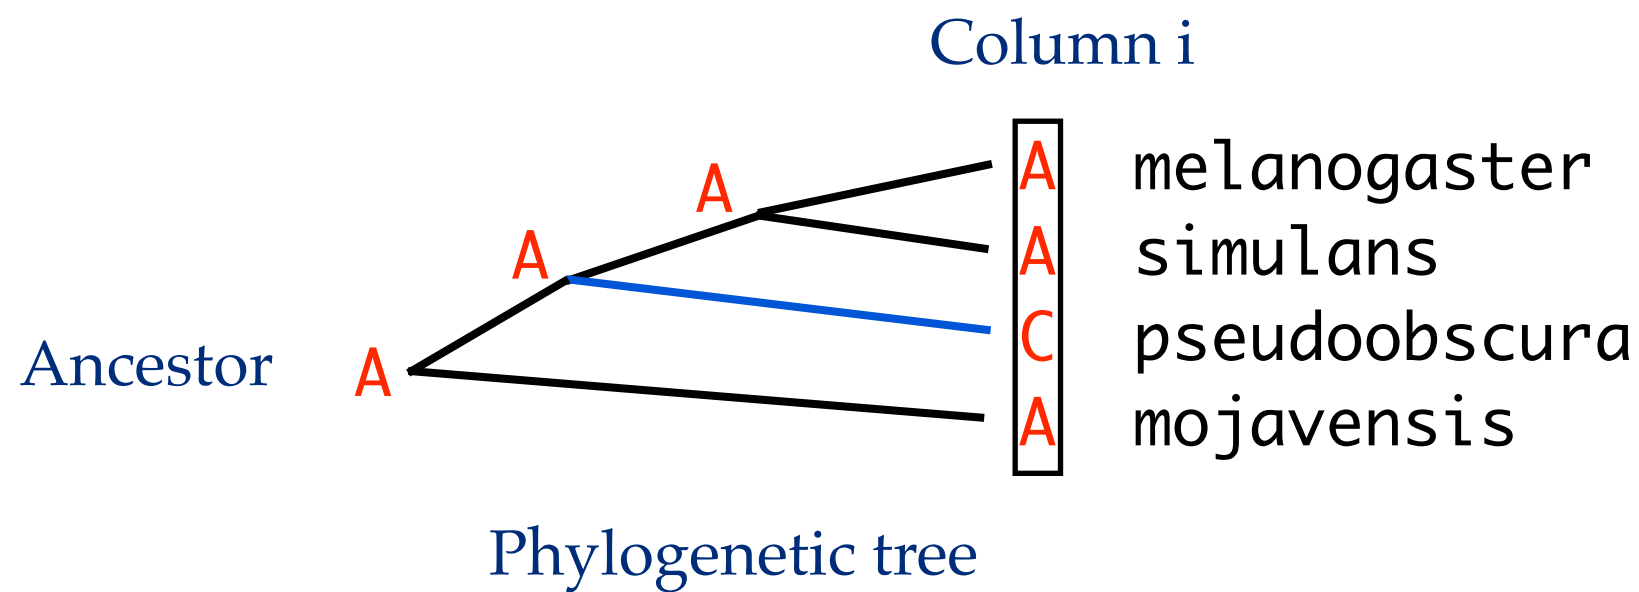 Column i
A melanogaster
A
A simulans
A
C pseudoobscura
Ancestor A
A mojavensis
Phylogenetic tree